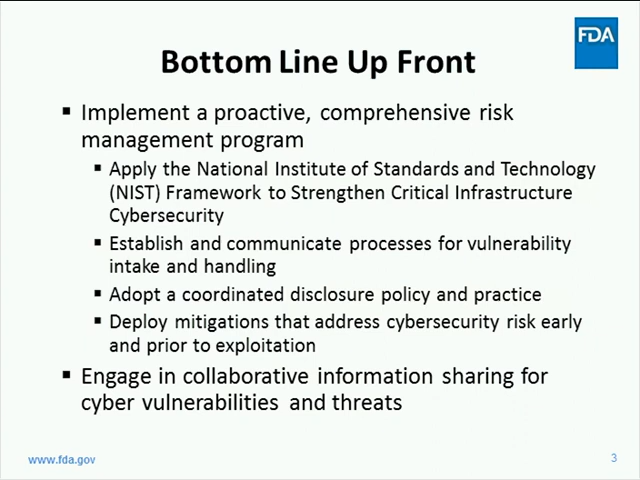 FDA
Bottom Line Up Front
▪ Implement a proactive, comprehensive risk
management program
▪ Apply the National Institute of Standards and Technology
(NIST) Framework to Strengthen Critical Infrastructure
Cybersecurity
▪ Establish and communicate processes for vulnerability
intake and handling
▪ Adopt a coordinated disclosure policy and practice
▪ Deploy mitigations that address cybersecurity risk early
and prior to exploitation
▪ Engage in collaborative information sharing for
cyber vulnerabilities and threats
www.fda.gov
3